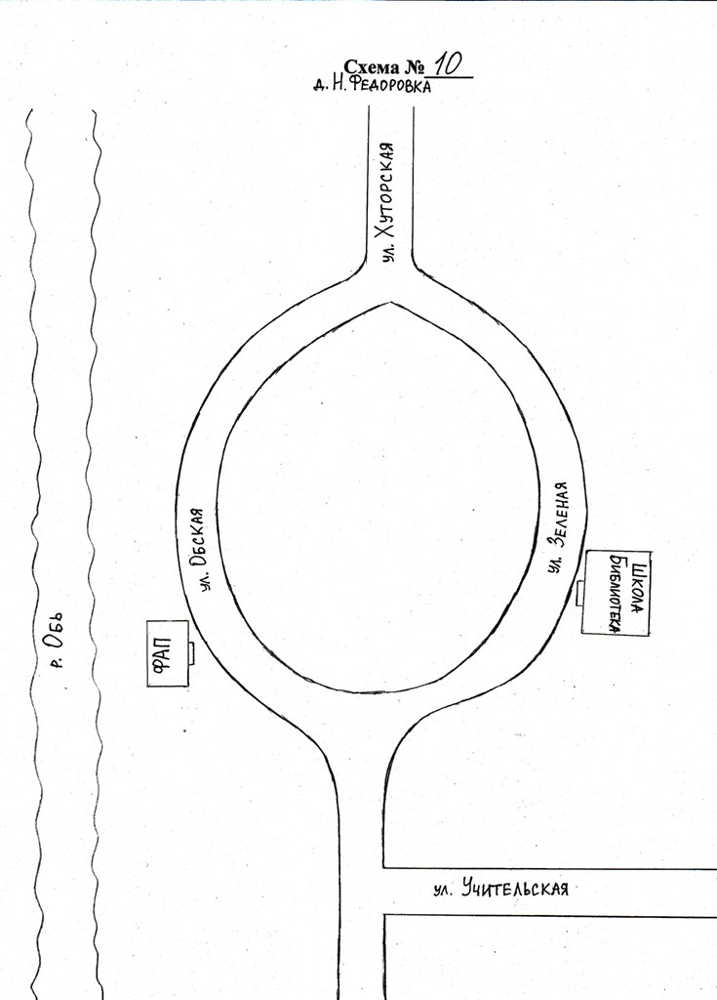 Схема № 10
д. Н. Федоровка
ул. Хуторская
ул. Обская
ул. Зеленая
Школа
Библиотека
р. Обь
ФАП
ул. Учительская